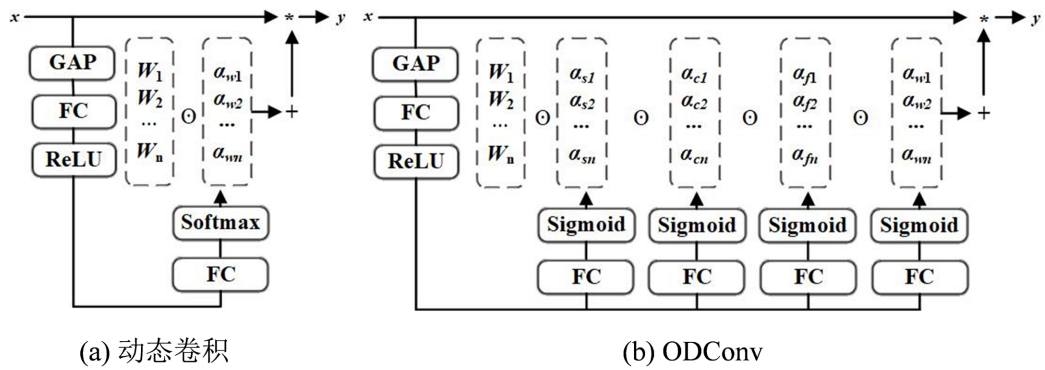 x * y
GAP
FC
ReLU
W1
W2
...
Wn
⊙
αw1
αw2
...
αwn
+
Softmax
FC
(a) 动态卷积
x * y
GAP
FC
ReLU
W1
W2
...
Wn
⊙
αs1
αs2
...
αsn
Sigmoid
FC
⊙
αc1
αc2
...
αcn
Sigmoid
FC
⊙
αf1
αf2
...
αfn
Sigmoid
FC
⊙
αw1
αw2
...
αwn
+
Sigmoid
FC
(b) ODConv